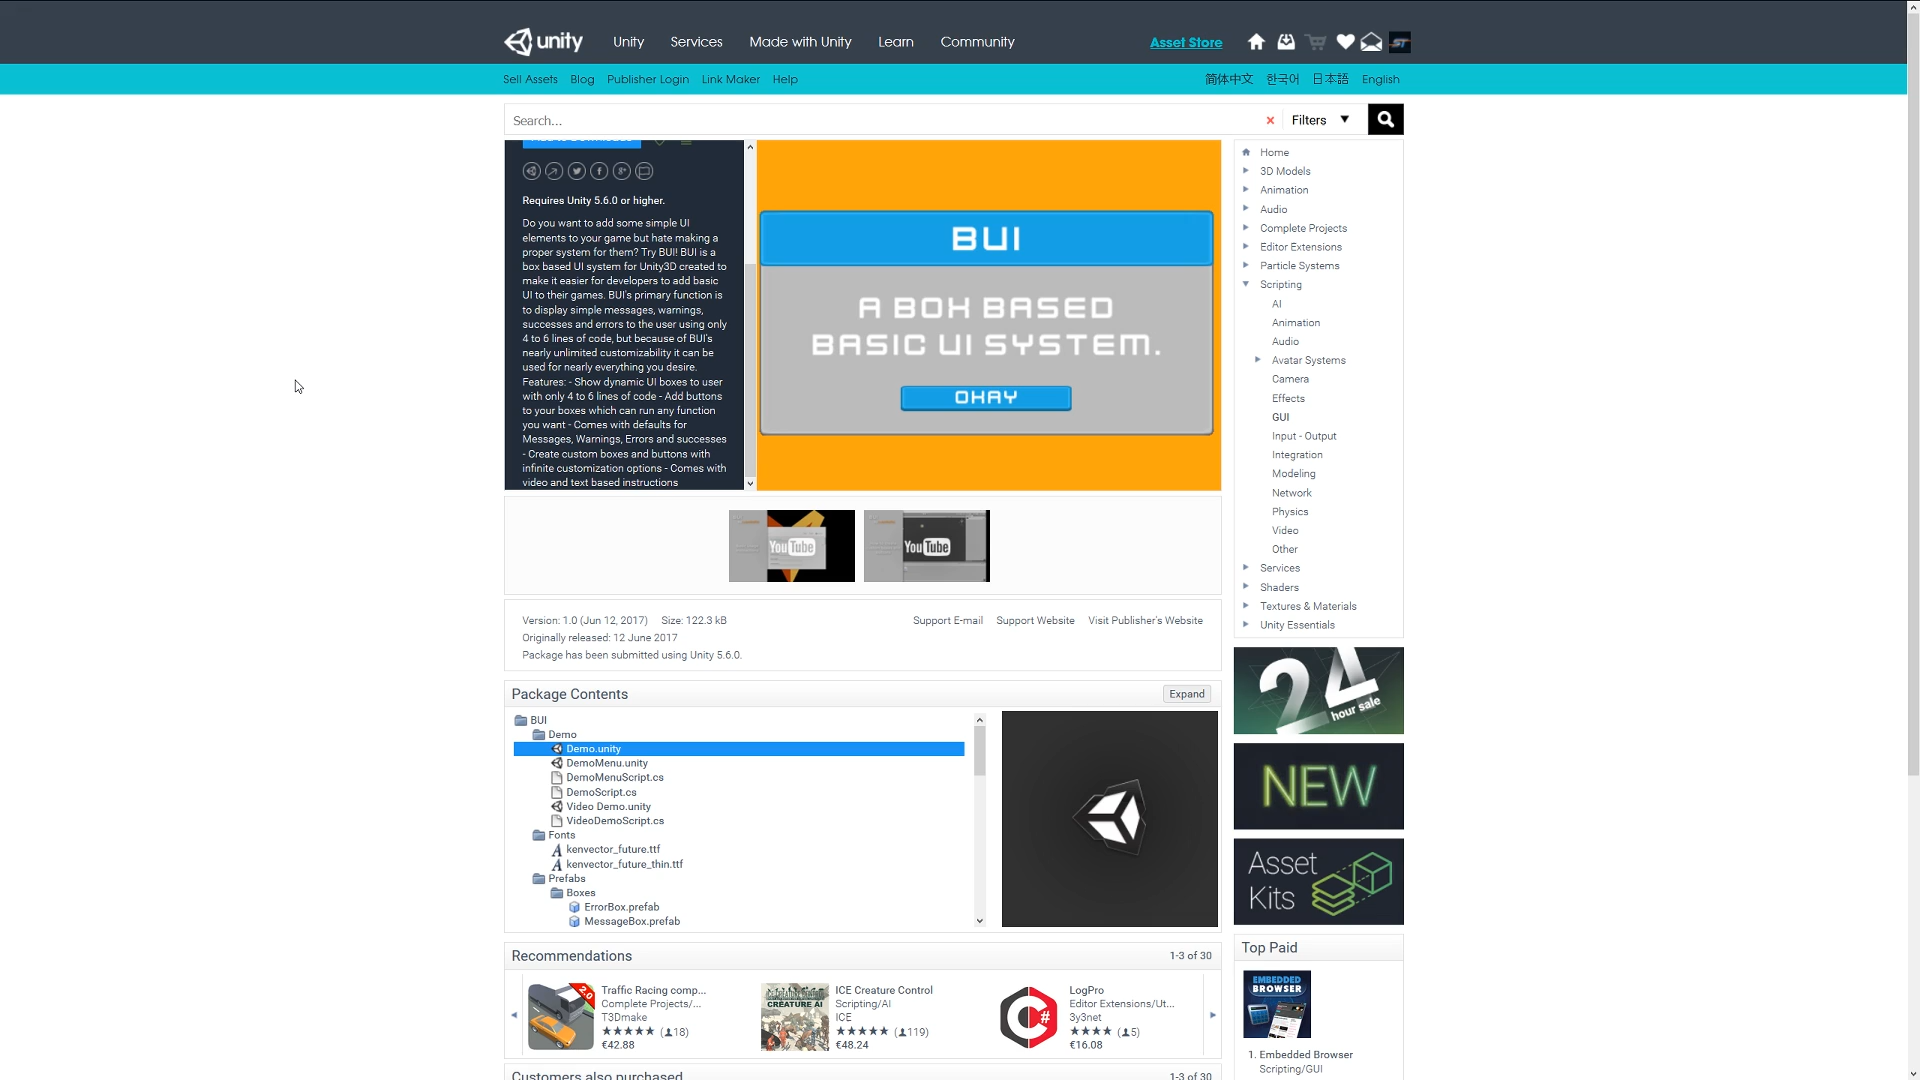 unity
Unity
Services
Made with Unity
Learn
Community
Asset Store
Sell Assets
Blog
Publisher Login
Link Maker
Help
简体中文
한국어
日本語
English
Search...
Filters
Requires Unity 5.6.0 or higher.
Do you want to add some simple UI
elements to your game but hate making a
proper system for them? Try BUI! BUI is a
box based UI system for Unity3D created to
make it easier for developers to add basic
UI to their games. BUI's primary function is
to display simple messages, warnings,
successes and errors to the user using only
4 to 6 lines of code, but because of BUI's
nearly unlimited customizability it can be
used for nearly everything you desire.
Features: - Show dynamic UI boxes to user
with only 4 to 6 lines of code - Add buttons
to your boxes which can run any function
you want - Comes with defaults for
Messages, Warnings, Errors and successes
- Create custom boxes and buttons with
infinite customization options - Comes with
video and text based instructions
BUI
A BOX BASED
BASIC UI SYSTEM.
OKAY
YouTube
YouTube
Version: 1.0 (Jun 12, 2017) Size: 122.3 kB
Originally released: 12 June 2017
Package has been submitted using Unity 5.6.0.
Support E-mail
Support Website
Visit Publisher's Website
Package Contents
Expand
BUI
Demo
Demo.unity
DemoMenu.unity
DemoMenuScript.cs
DemoScript.cs
Video Demo.unity
VideoDemoScript.cs
Fonts
kenvector_future.ttf
kenvector_future_thin.ttf
Prefabs
Boxes
ErrorBox.prefab
MessageBox.prefab
Recommendations
1-3 of 30
2.0
Traffic Racing comp...
Complete Projects/...
T3Dmake
(18)
€42.88
CREATURE AI
ICE Creature Control
Scripting/AI
ICE
(119)
€48.24
C#
LogPro
Editor Extensions/Ut...
3y3net
(5)
€16.08
Customers also purchased
1-3 of 30
Home
3D Models
Animation
Audio
Complete Projects
Editor Extensions
Particle Systems
Scripting
AI
Animation
Audio
Avatar Systems
Camera
Effects
GUI
Input - Output
Integration
Modeling
Network
Physics
Video
Other
Services
Shaders
Textures & Materials
Unity Essentials
24
hour sale
NEW
Asset
Kits
Top Paid
EMBEDDED
BROWSER
1. Embedded Browser
Scripting/GUI